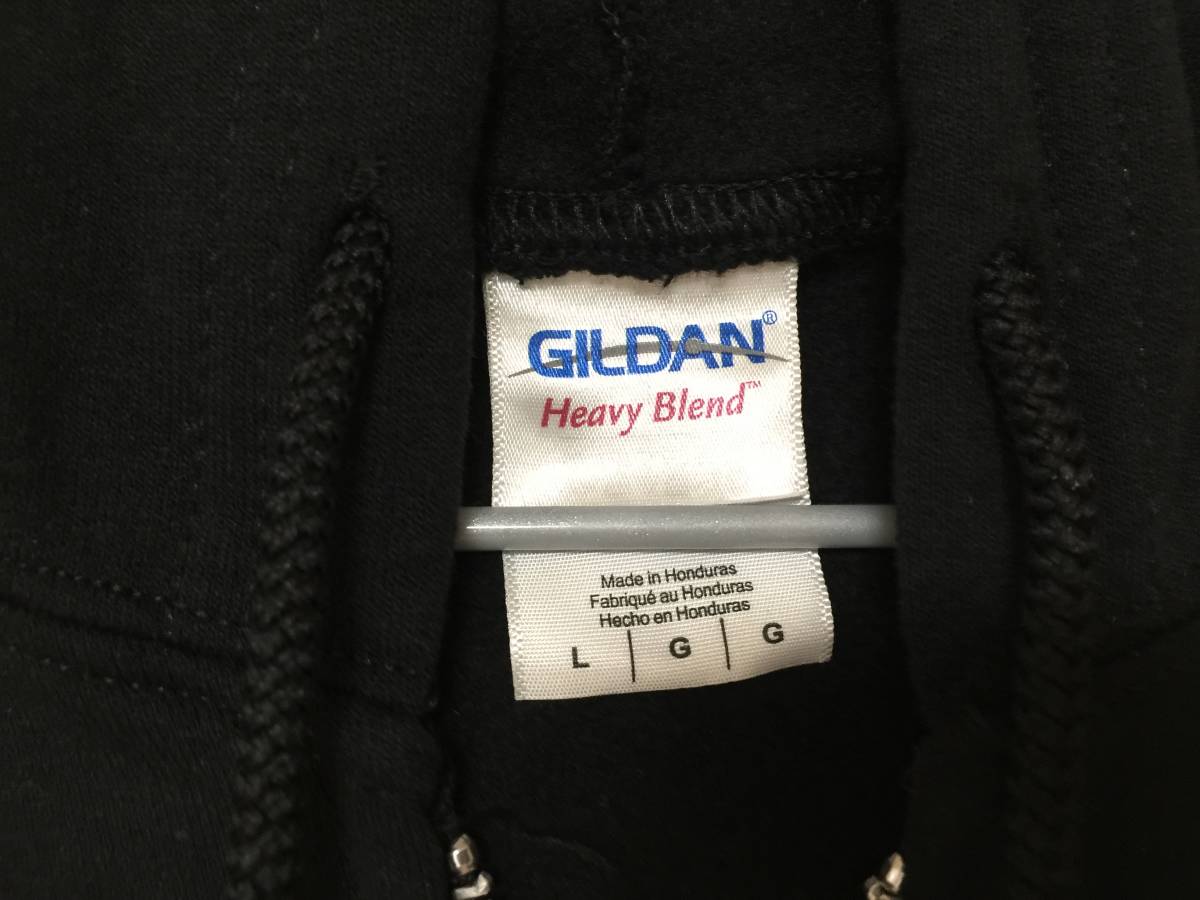 GILDAN®
Heavy Blend™
Made in Honduras
Fabriqué au Honduras
Hecho en Honduras
L | G | G